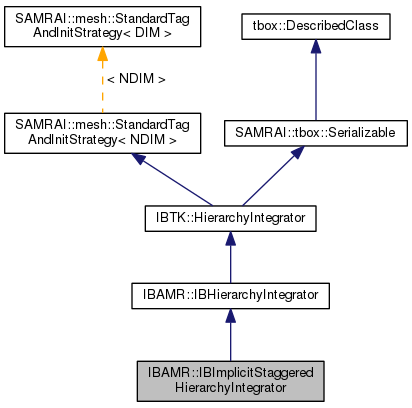 SAMRAI::mesh::StandardTag
AndInitStrategy< DIM >
tbox::DescribedClass
< NDIM >
SAMRAI::mesh::StandardTag
AndInitStrategy< NDIM >
SAMRAI::tbox::Serializable
IBTK::HierarchyIntegrator
IBAMR::IBHierarchyIntegrator
IBAMR::IBImplicitStaggered
HierarchyIntegrator